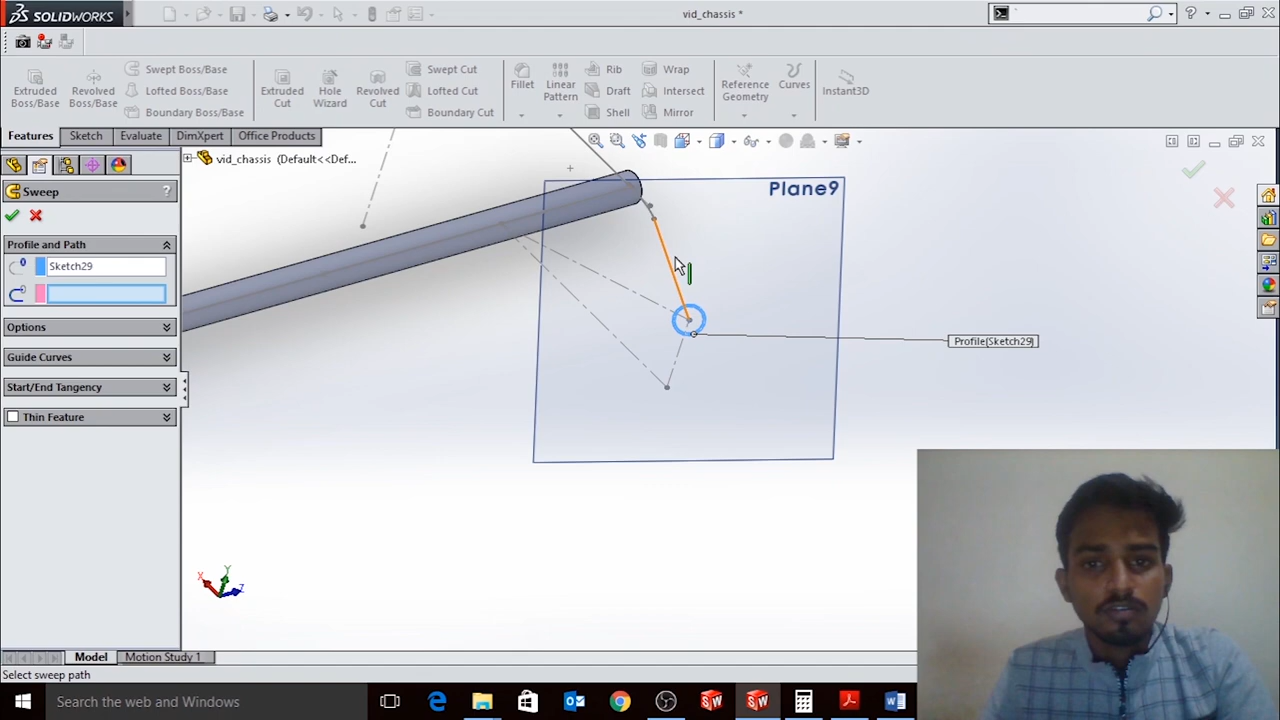 SOLIDWORKS
vid_chassis *
Extruded Boss/Base
Revolved Boss/Base
Swept Boss/Base
Lofted Boss/Base
Boundary Boss/Base
Extruded Cut
Hole Wizard
Revolved Cut
Swept Cut
Lofted Cut
Boundary Cut
Fillet
Linear Pattern
Rib
Draft
Shell
Wrap
Intersect
Mirror
Reference Geometry
Curves
Instant3D
Features Sketch Evaluate DimXpert Office Products
vid_chassis (Default<<Def...
Sweep
?
Profile and Path
Sketch29
Options
Guide Curves
Start/End Tangency
Thin Feature
Plane9
Profile(Sketch29)
X Y Z
Model Motion Study 1
Select sweep path
Search the web and Windows